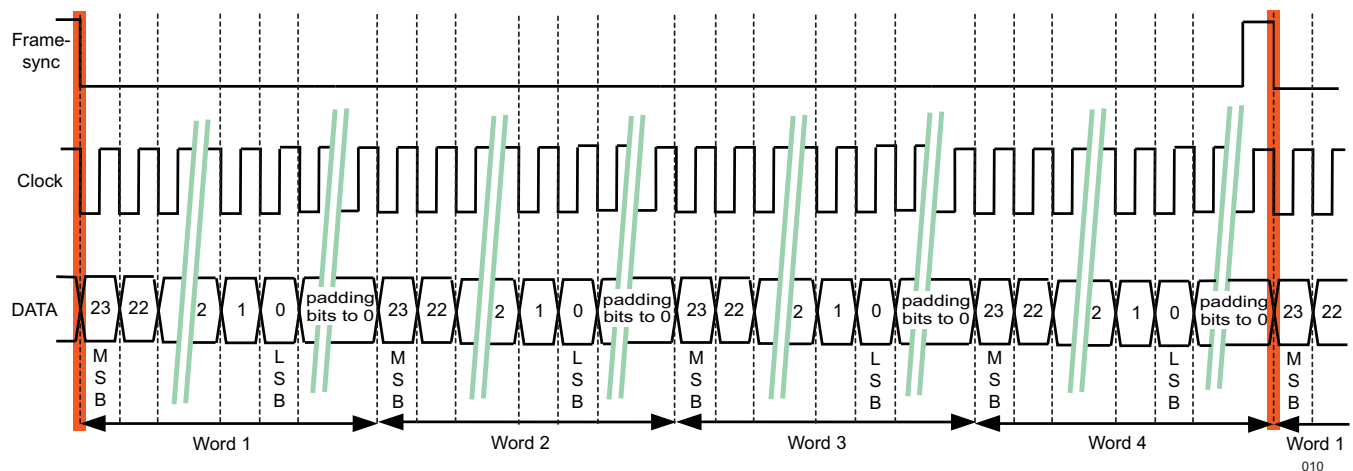 Frame-
sync
Clock
DATA
23 22 2 1 0 padding
bits to 0 23 22 2 1 0 padding
bits to 0 23 22 2 1 0 padding
bits to 0 23 22 2 1 0 padding
bits to 0 23 22
M
S
B
L
S
B
M
S
B
L
S
B
M
S
B
L
S
B
M
S
B
L
S
B
M
S
B
Word 1
Word 2
Word 3
Word 4
Word 1
010